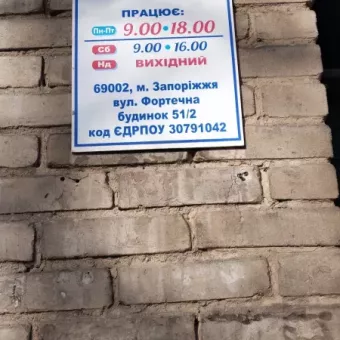 ПРАЦЮЄ:
Пн-Пт 9.00•18.00
Сб 9.00•16.00
Нд ВИХІДНИЙ
69002, м. Запоріжжя
вул. Фортечна
будинок 51/2
код ЄДРПОУ 30791042